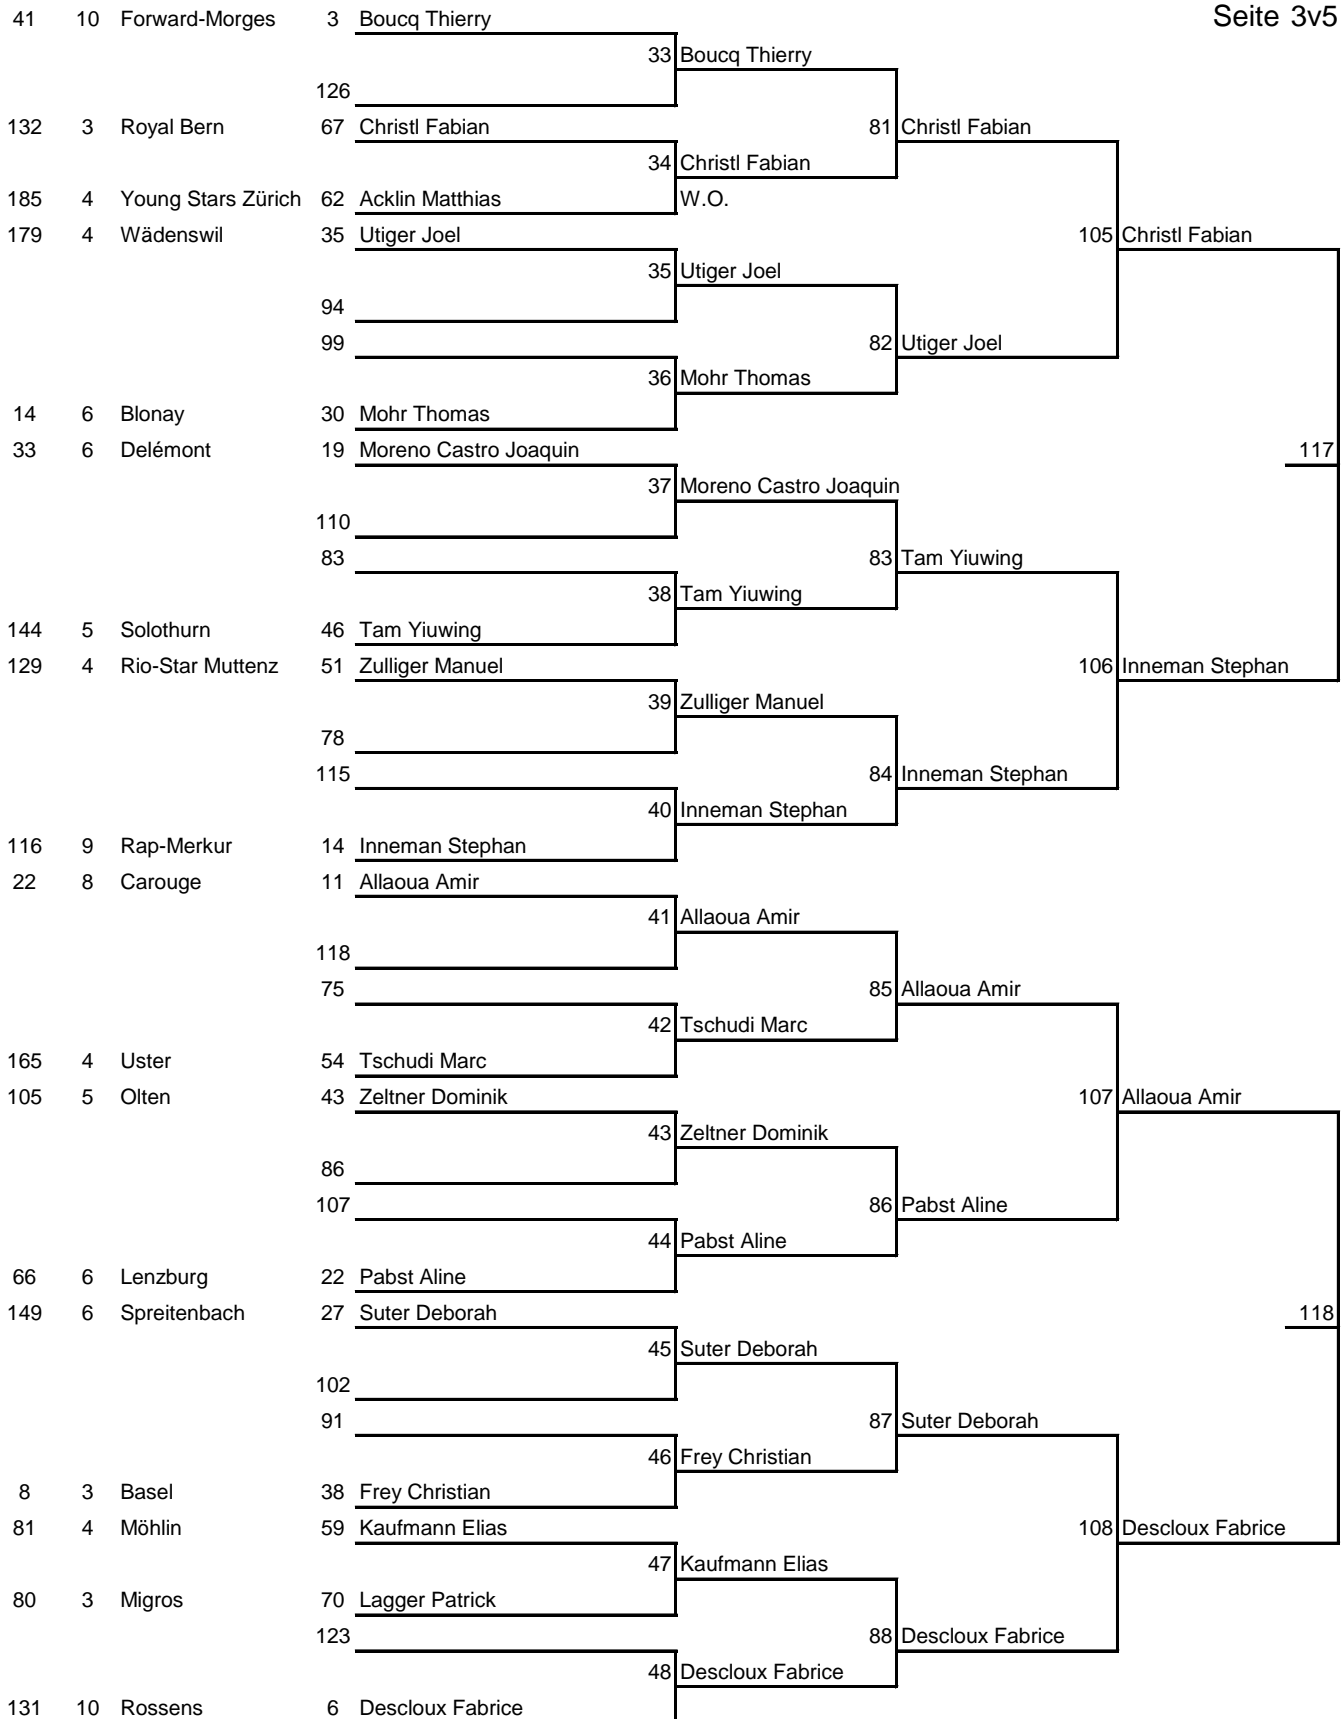 41 10 Forward-Morges 3 Boucq Thierry Seite 3v5
33 Boucq Thierry
126
132 3 Royal Bern 67 Christl Fabian 81 Christl Fabian
34 Christl Fabian
185 4 Young Stars Zürich 62 Acklin Matthias W.O.
179 4 Wädenswil 35 Utiger Joel 105 Christl Fabian
35 Utiger Joel
94
99 82 Utiger Joel
36 Mohr Thomas
14 6 Blonay 30 Mohr Thomas
33 6 Delémont 19 Moreno Castro Joaquin 117
37 Moreno Castro Joaquin
110
83 83 Tam Yiuwing
38 Tam Yiuwing
144 5 Solothurn 46 Tam Yiuwing
129 4 Rio-Star Muttenz 51 Zulliger Manuel 106 Inneman Stephan
39 Zulliger Manuel
78
115 84 Inneman Stephan
40 Inneman Stephan
116 9 Rap-Merkur 14 Inneman Stephan
22 8 Carouge 11 Allaoua Amir
41 Allaoua Amir
118
75 85 Allaoua Amir
42 Tschudi Marc
165 4 Uster 54 Tschudi Marc
105 5 Olten 43 Zeltner Dominik 107 Allaoua Amir
43 Zeltner Dominik
86
107 86 Pabst Aline
44 Pabst Aline
66 6 Lenzburg 22 Pabst Aline
149 6 Spreitenbach 27 Suter Deborah 118
45 Suter Deborah
102
91 87 Suter Deborah
46 Frey Christian
8 3 Basel 38 Frey Christian
81 4 Möhlin 59 Kaufmann Elias 108 Descloux Fabrice
47 Kaufmann Elias
80 3 Migros 70 Lagger Patrick
123 88 Descloux Fabrice
48 Descloux Fabrice
131 10 Rossens 6 Descloux Fabrice